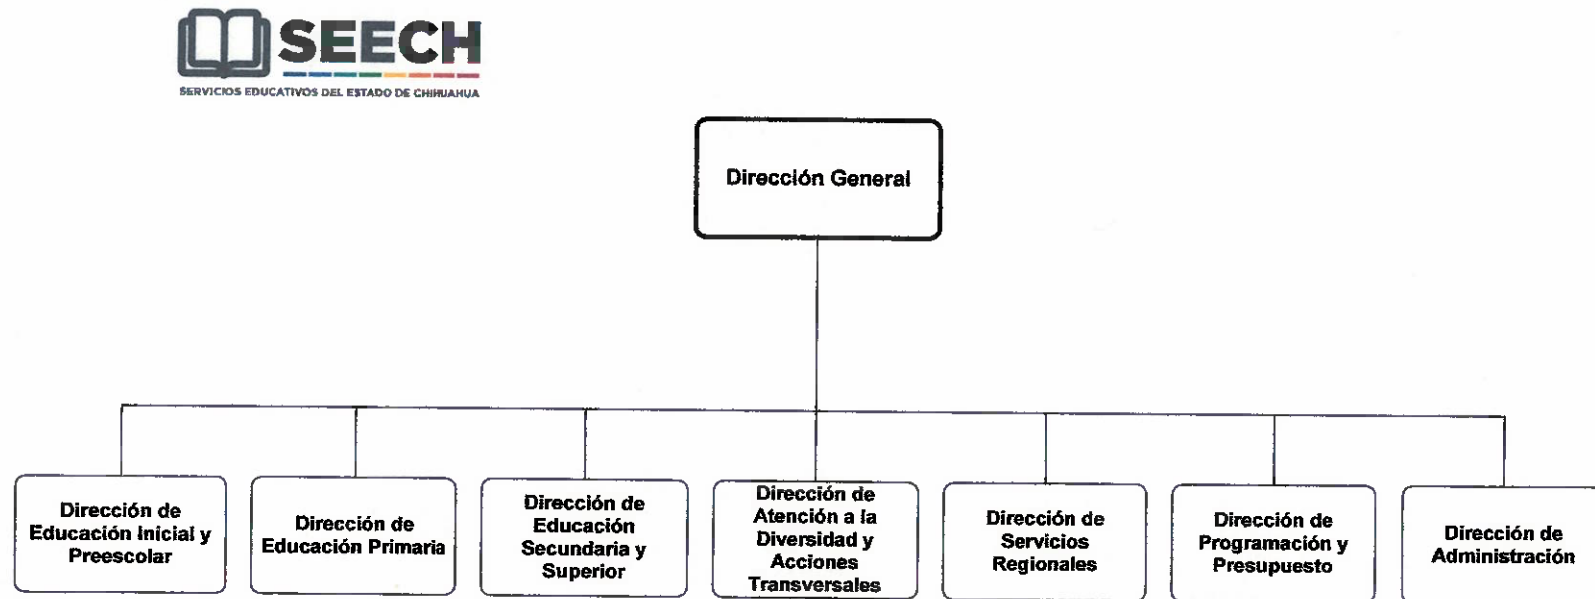 SEECH
SERVICIOS EDUCATIVOS DEL ESTADO DE CHIHUAHUA
Dirección General
Dirección de
Educación Inicial y
Preescolar
Dirección de
Educación Primaria
Dirección de
Educación
Secundaria y
Superior
Dirección de
Atención a la
Diversidad y
Acciones
Transversales
Dirección de
Servicios
Regionales
Dirección de
Programación y
Presupuesto
Dirección de
Administración